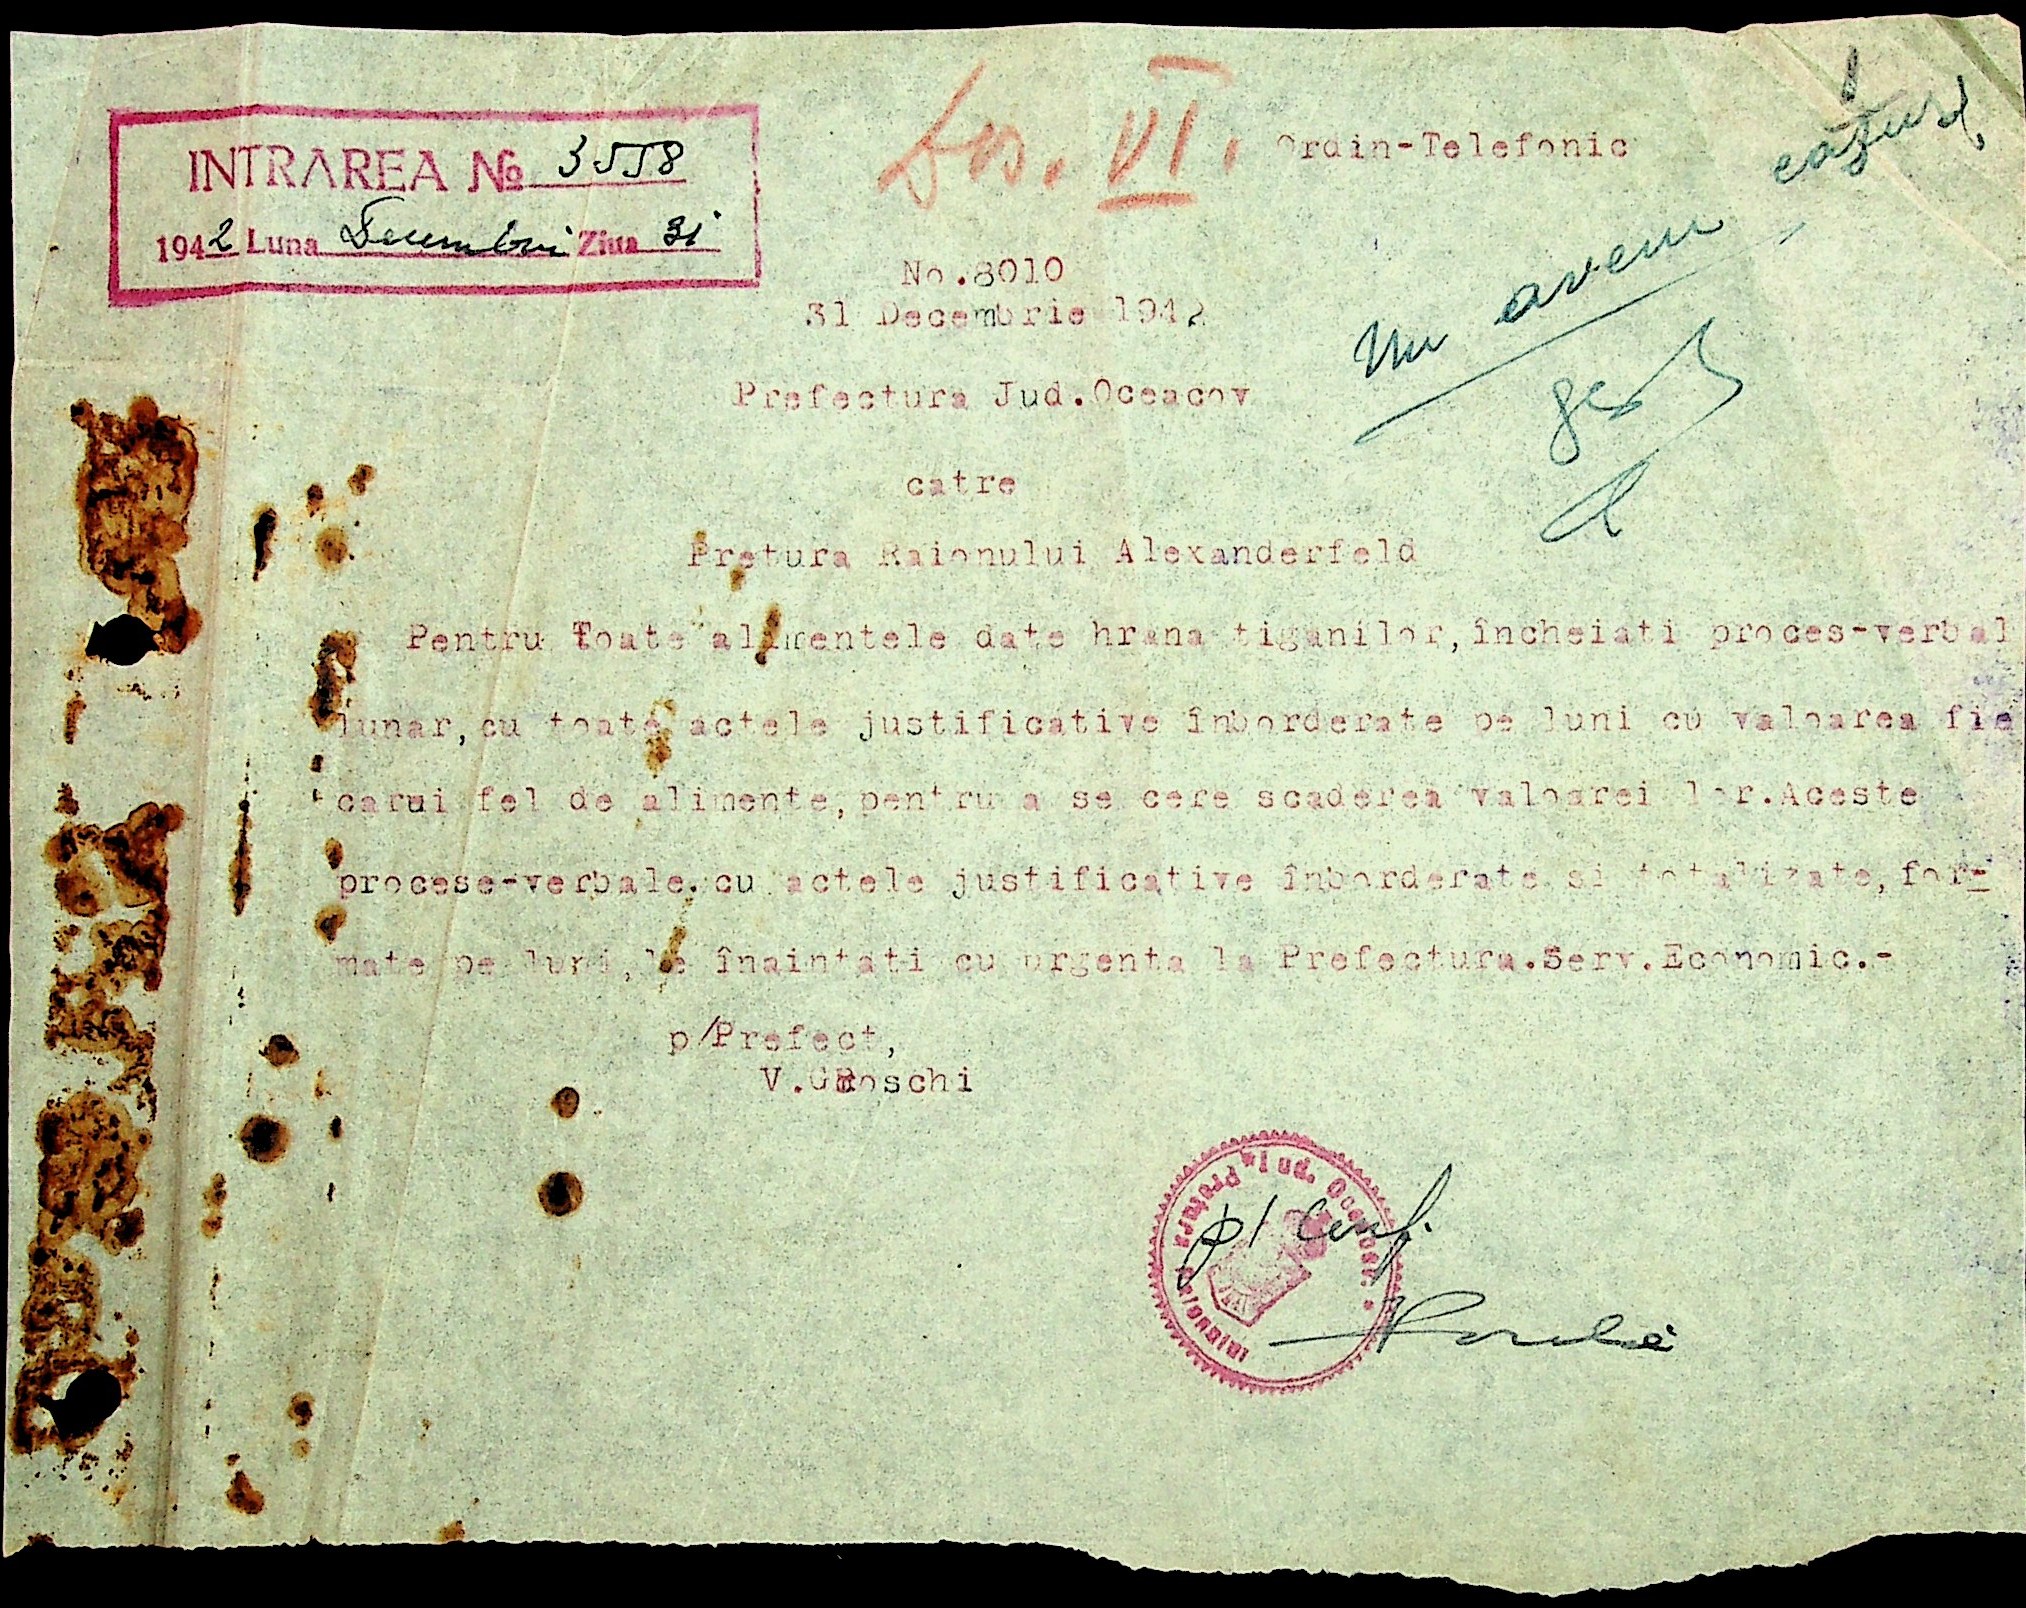 INTRAREA No 3558
1942 Luna Decembrie Ziua 31
Dos. VI.
Ordin-Telefonic
Nu avem cazuri
No.8010
31 Decembrie 1942
Prefectura Jud.Oceacov
catre
Pretura Raionului Alexanderfeld
Pentru toate alimentele date hrana tiganilor, încheiati proces-verbal
lunar, cu toate actele justificative înborderate pe luni cu valoarea fie
carui fel de alimente, pentru a se cere scaderea valoarei lor.Aceste
procese-verbale.cu actele justificative înborderate si totalizate, for-
mate pe luni, le înaintati cu urgenta la Prefectura.Serv.Economic.-
p/Prefect,
Pretura Jud. Oceacov
p/ conf.